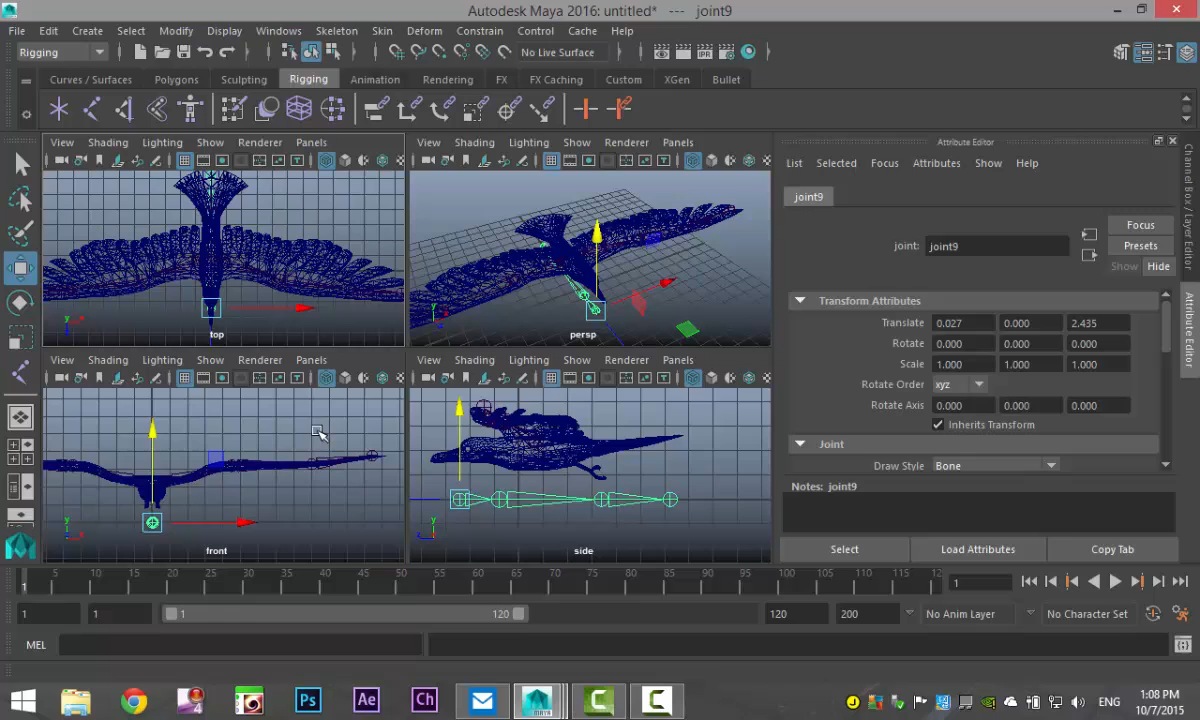 Autodesk Maya 2016: untitled* --- joint9
File Edit Create Select Modify Display Windows Skeleton Skin Deform Constrain Control Cache Help
Rigging
No Live Surface
Curves / Surfaces Polygons Sculpting Rigging Animation Rendering FX FX Caching Custom XGen Bullet
IPR
View Shading Lighting Show Renderer Panels
top
View Shading Lighting Show Renderer Panels
persp
View Shading Lighting Show Renderer Panels
front
View Shading Lighting Show Renderer Panels
side
Attribute Editor
List Selected Focus Attributes Show Help
joint9
joint: joint9
Focus
Presets
Show Hide
Transform Attributes
Translate 0.027 0.000 2.435
Rotate 0.000 0.000 0.000
Scale 1.000 1.000 1.000
Rotate Order xyz
Rotate Axis 0.000 0.000 0.000
Inherits Transform
Joint
Draw Style Bone
Notes: joint9
Select Load Attributes Copy Tab
Channel Box / Layer Editor
Attribute Editor
1 5 10 15 20 25 30 35 40 45 50 55 60 65 70 75 80 85 90 95 100 105 110 115 12
1
1 1 1 120 120 200 No Anim Layer No Character Set
MEL
4 Ps Ae Ch MAYA C C
ENG
1:08 PM
10/7/2015